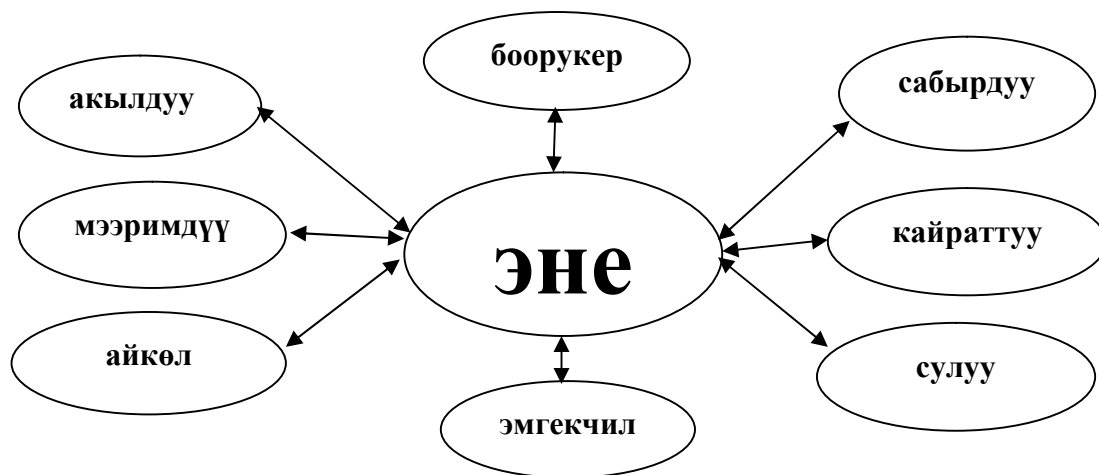 боорукер
акылдуу
сабырдуу
мээримдүү
эне
кайраттуу
айкөл
сулуу
эмгекчил